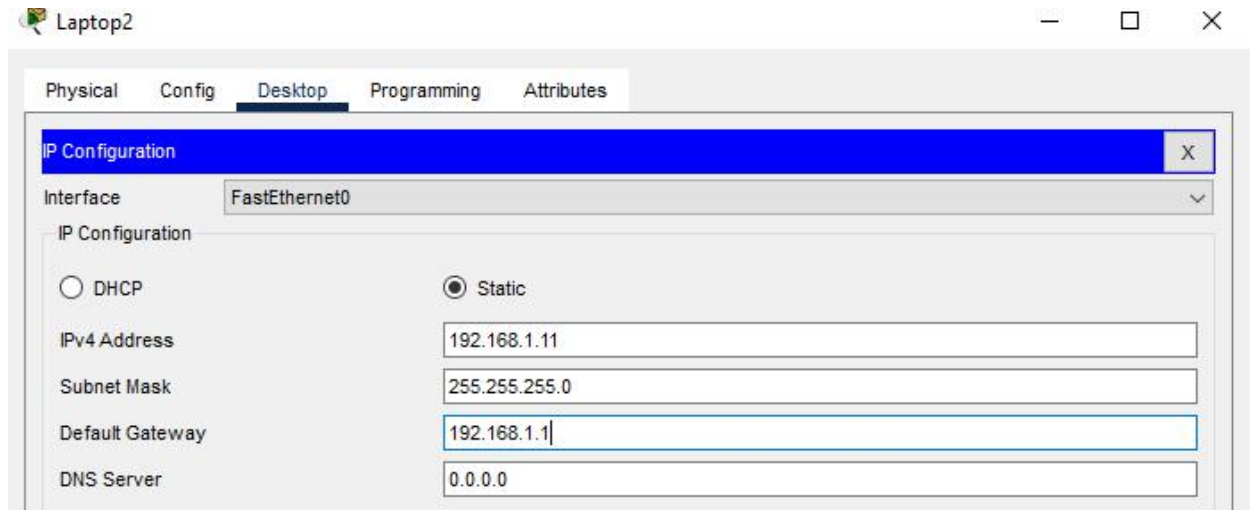 Laptop2
Physical Config Desktop Programming Attributes
IP Configuration X
Interface FastEthernet0
IP Configuration
DHCP Static
IPv4 Address 192.168.1.11
Subnet Mask 255.255.255.0
Default Gateway 192.168.1.1
DNS Server 0.0.0.0